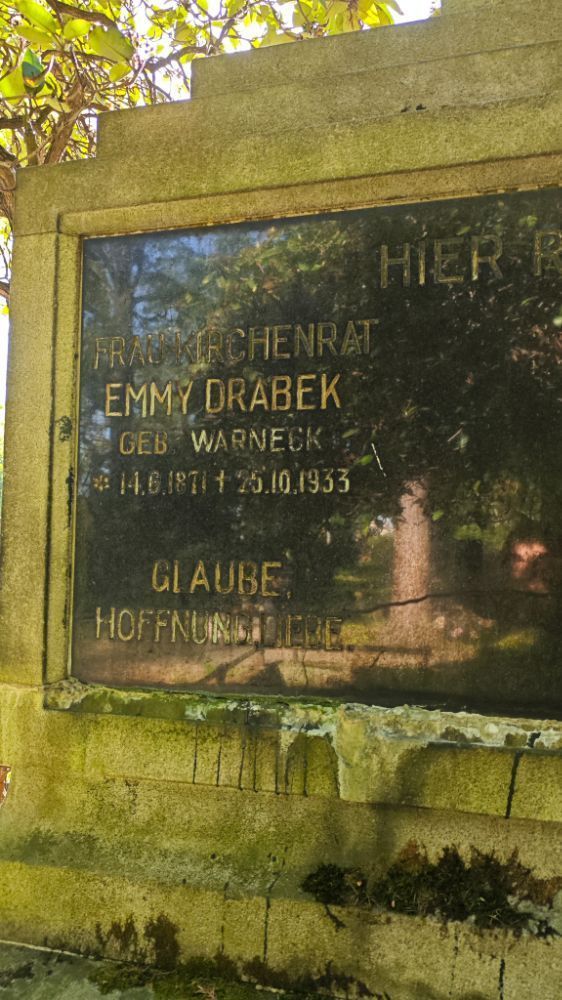 HIER R
FRAU KIRCHENRAT
EMMY DRABEK
GEB. WARNECK
* 14.6.1871 + 25.10.1933
GLAUBE,
HOFFNUNG, LIEBE.